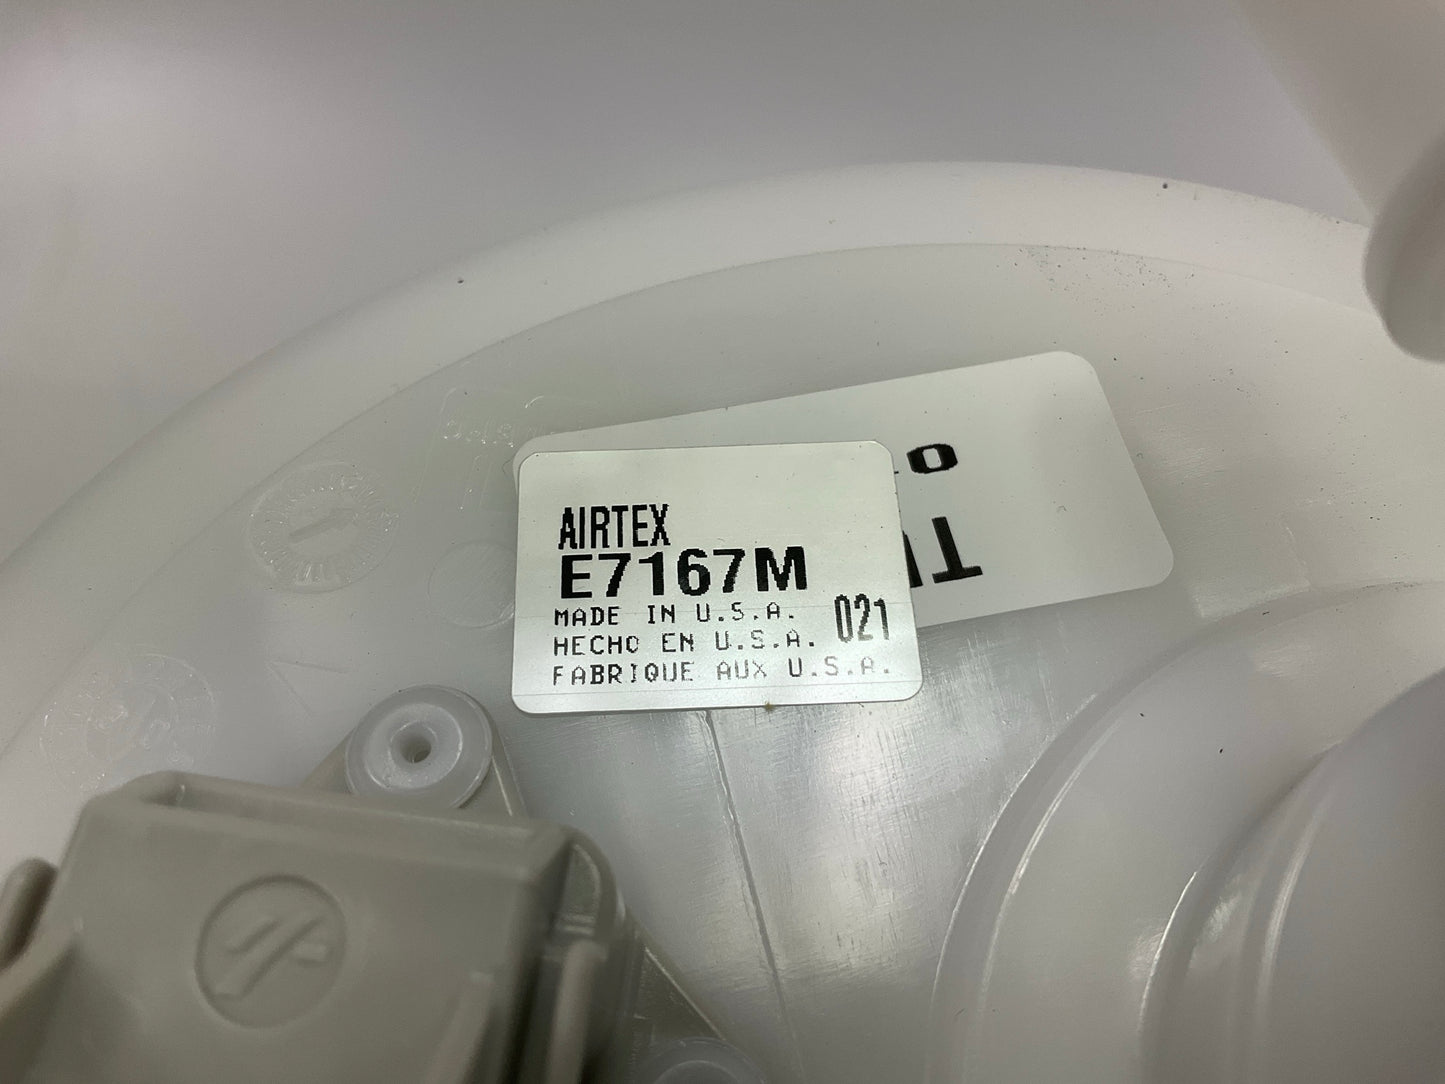 AIRTEX
E7167M
MADE IN U.S.A. 021
HECHO EN U.S.A.
FABRIQUE AUX U.S.A.